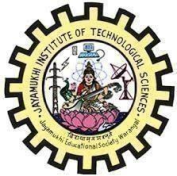 JAYAMUKHI INSTITUTE OF TECHNOLOGICAL SCIENCES
Jayamukhi Educational Society, Warangal